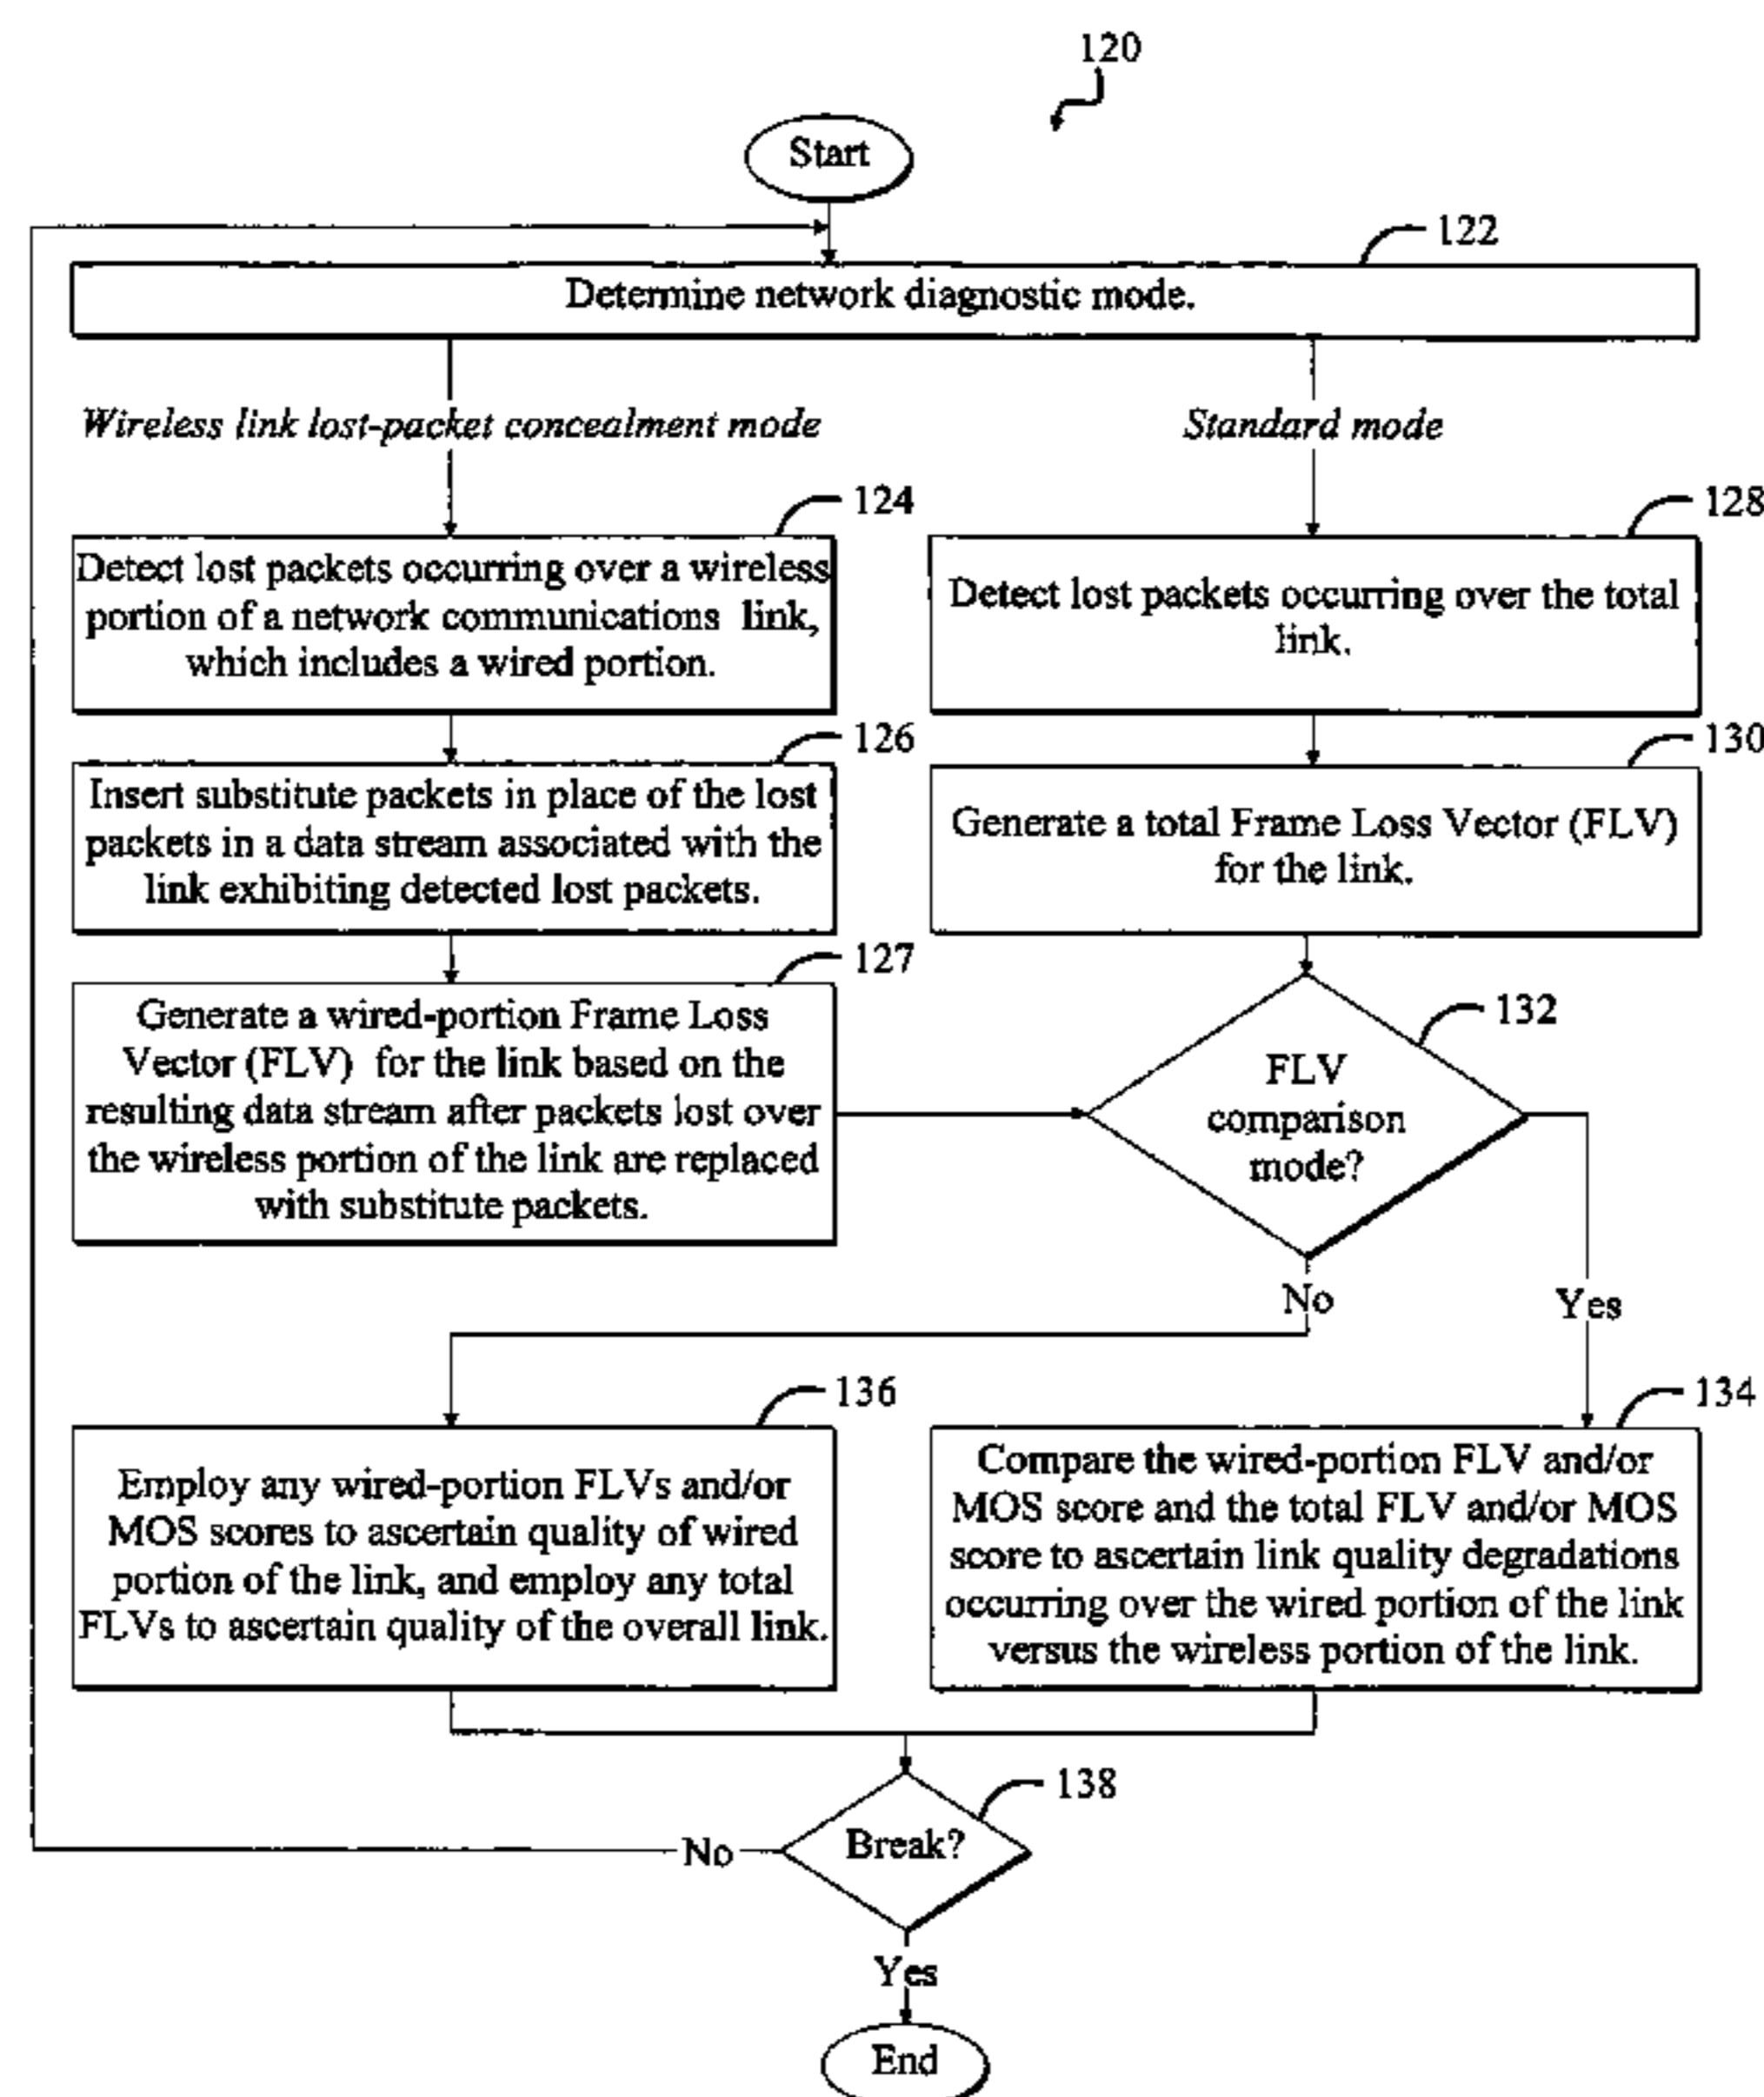 120
Start
122
Determine network diagnostic mode.
Wireless link lost-packet concealment mode
Standard mode
124
Detect lost packets occurring over a wireless
portion of a network communications link,
which includes a wired portion.
128
Detect lost packets occurring over the total
link.
126
Insert substitute packets in place of the lost
packets in a data stream associated with the
link exhibiting detected lost packets.
130
Generate a total Frame Loss Vector (FLV)
for the link.
127
Generate a wired-portion Frame Loss
Vector (FLV) for the link based on the
resulting data stream after packets lost over
the wireless portion of the link are replaced
with substitute packets.
132
FLV
comparison
mode?
No
Yes
136
Employ any wired-portion FLVs and/or
MOS scores to ascertain quality of wired
portion of the link, and employ any total
FLVs to ascertain quality of the overall link.
134
Compare the wired-portion FLV and/or
MOS score and the total FLV and/or MOS
score to ascertain link quality degradations
occurring over the wired portion of the link
versus the wireless portion of the link.
138
Break?
No
Yes
End